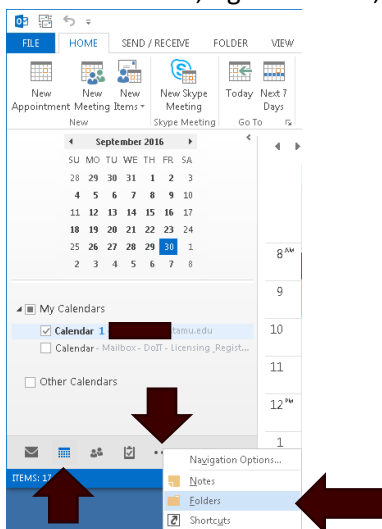 FILE HOME SEND / RECEIVE FOLDER VIEW
New Appointment New Meeting New Items New Skype Meeting Today Next 7 Days
New Skype Meeting Go To
September 2016
SU MO TU WE TH FR SA
28 29 30 31 1 2 3
4 5 6 7 8 9 10
11 12 13 14 15 16 17
18 19 20 21 22 23 24
25 26 27 28 29 30 1
2 3 4 5 6 7 8
8 AM
9
My Calendars
Calendar 1 - tamu.edu
10
Calendar - Mailbox - DoIT - Licensing_Regist...
11
Other Calendars
12 PM
1
Navigation Options...
ITEMS: 1
Notes
Folders
Shortcuts